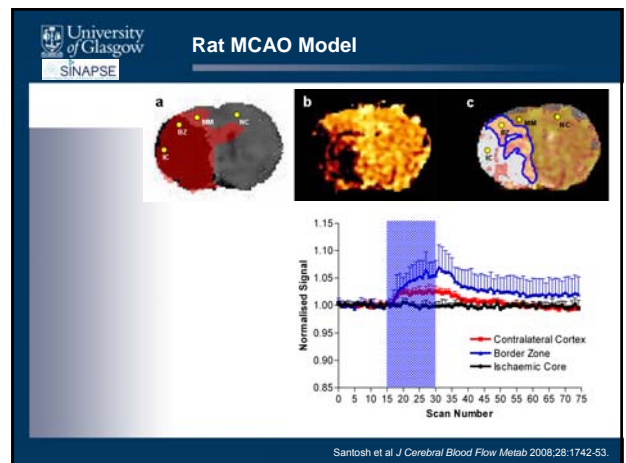 University
of Glasgow
SINAPSE
Rat MCAO Model
a
MM
NC
BZ
IC
b
c
MM
BZ
NC
IC
1.15
1.10
1.05
1.00
0.95
0.90
0.85
Normalised Signal
Contralateral Cortex
Border Zone
Ischaemic Core
0 5 10 15 20 25 30 35 40 45 50 55 60 65 70 75
Scan Number
Santosh et al J Cerebral Blood Flow Metab 2008;28:1742-53.